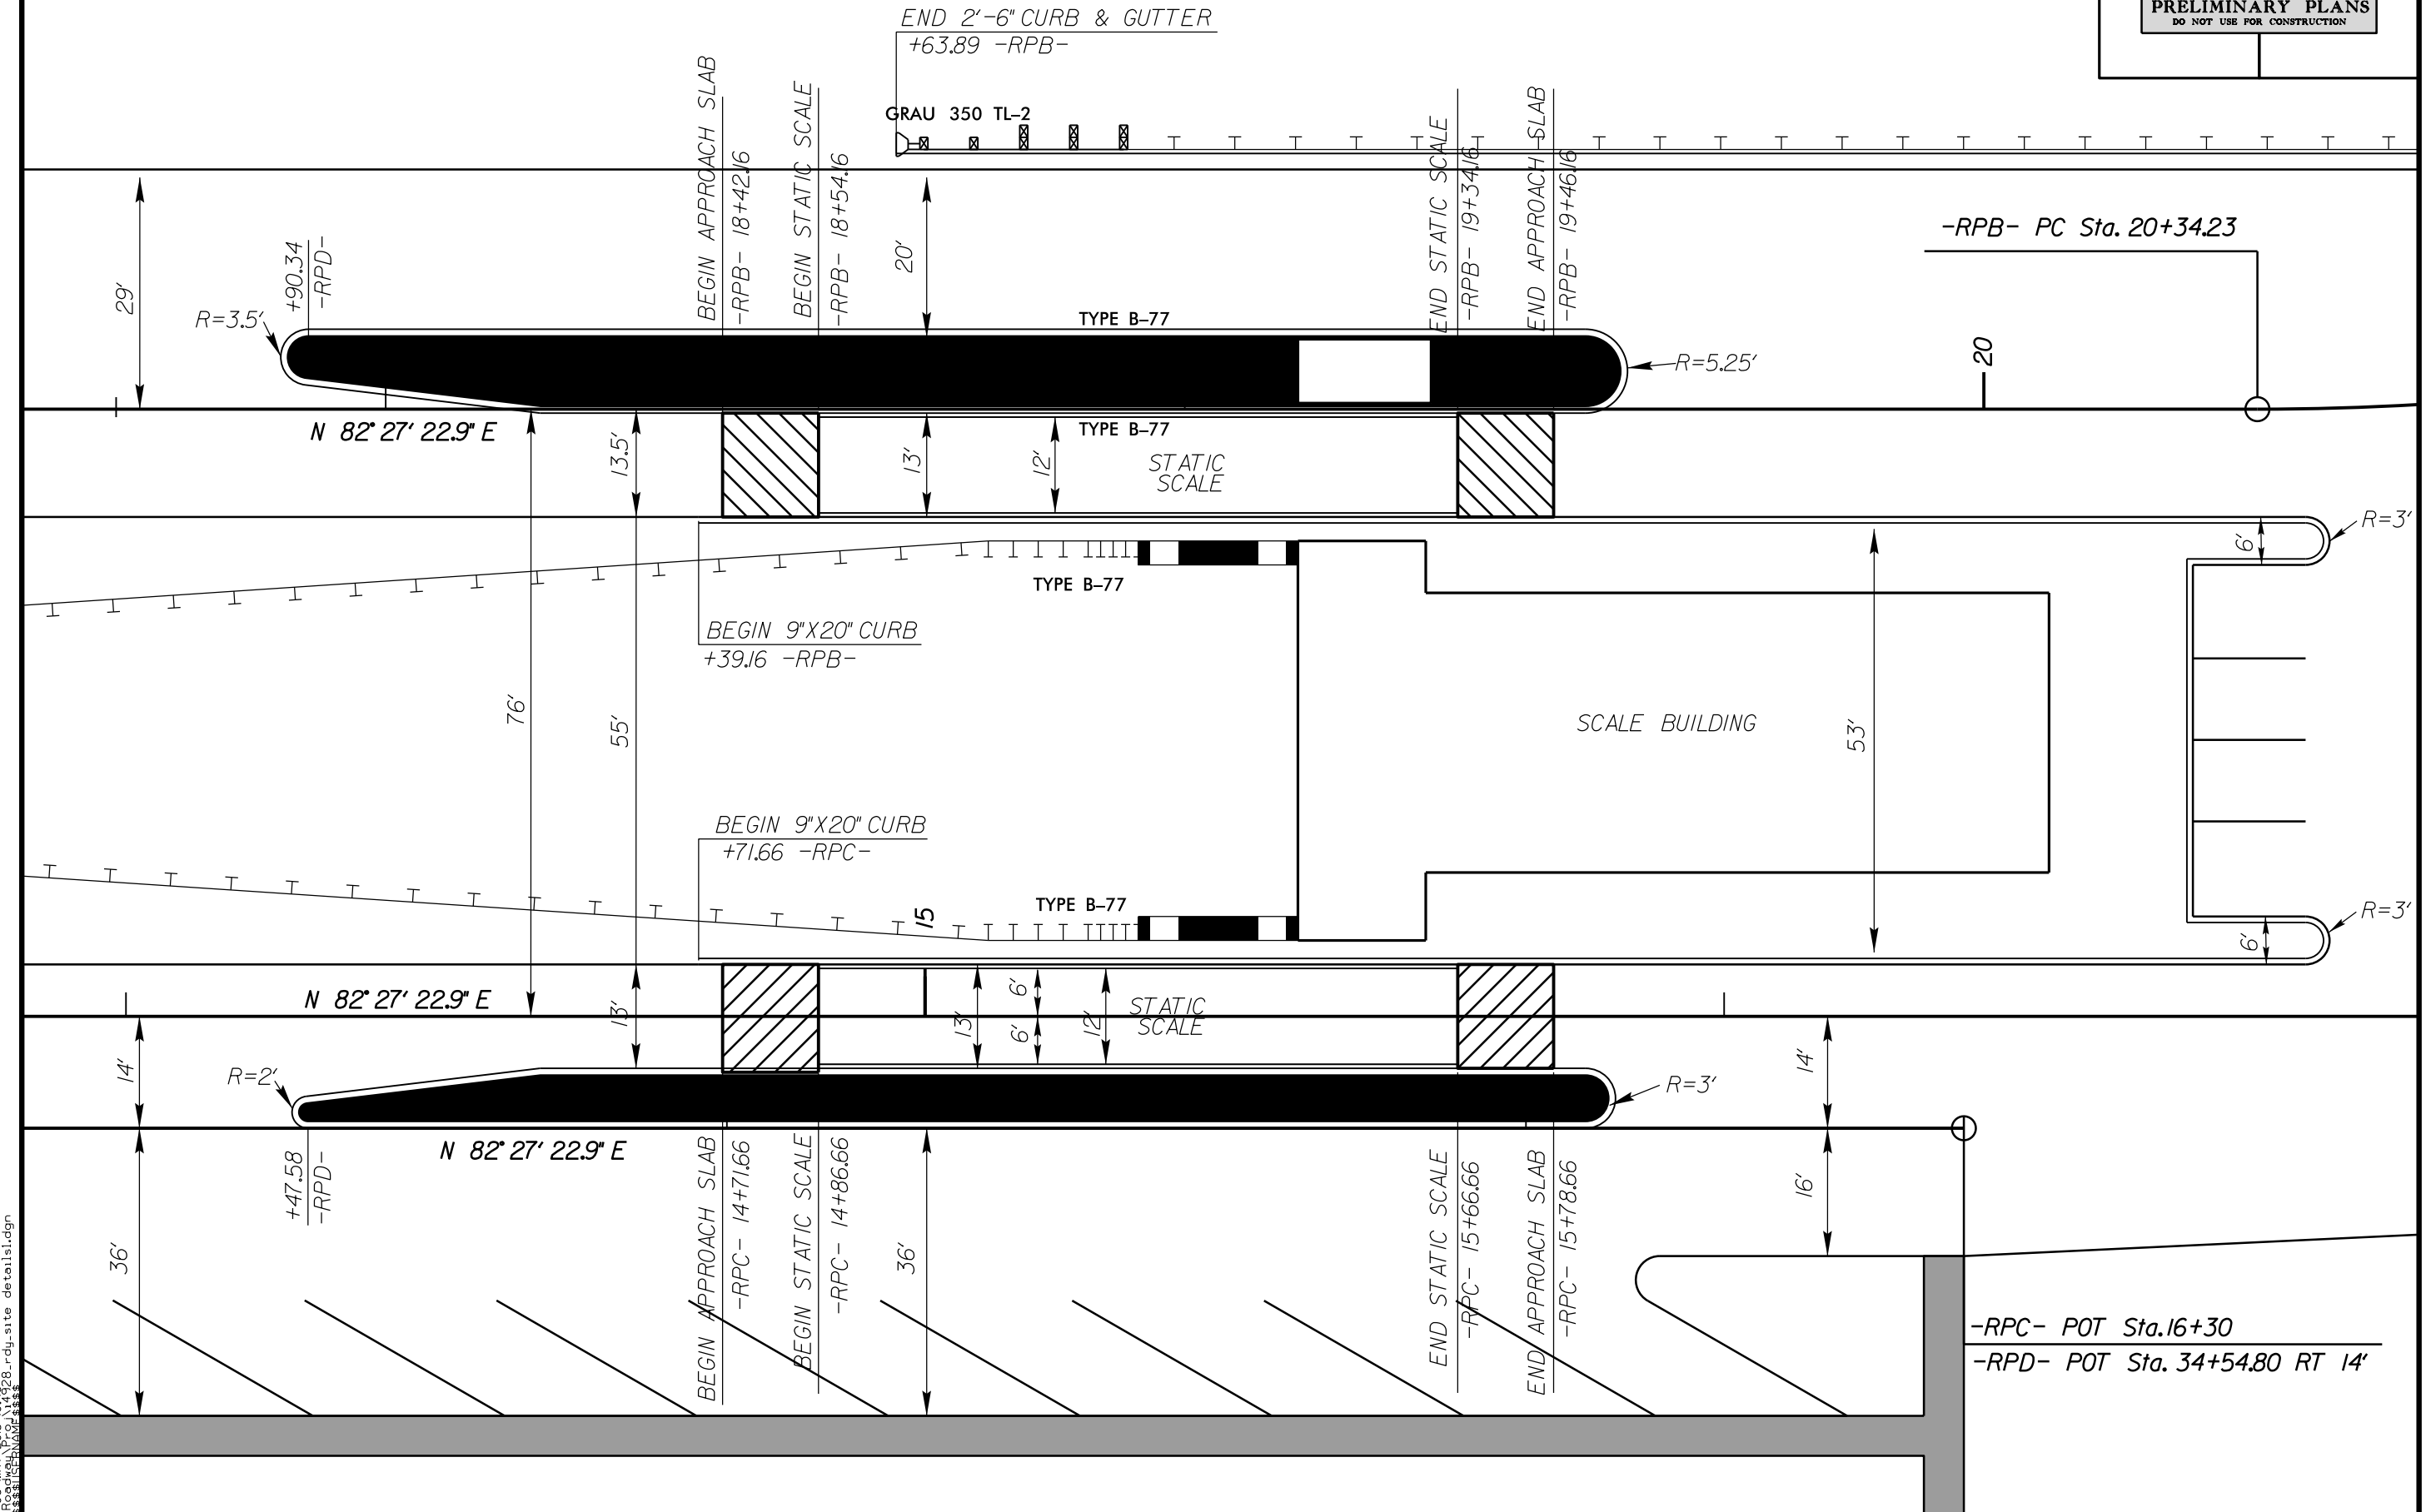 PRELIMINARY PLANS
DO NOT USE FOR CONSTRUCTION
END 2'-6" CURB & GUTTER
+63.89 -RPB-
GRAU 350 TL-2
BEGIN APPROACH SLAB
-RPB- 18+42.16
BEGIN STATIC SCALE
-RPB- 18+54.16
END STATIC SCALE
-RPB- 19+34.16
END APPROACH SLAB
-RPB- 19+46.16
-RPB- PC Sta. 20+34.23
29'
+90.34
-RPD-
R=3.5'
20'
TYPE B-77
R=5.25'
20
N 82° 27' 22.9" E
13.5'
13'
12'
TYPE B-77
STATIC
SCALE
R=3'
6'
TYPE B-77
BEGIN 9"X20" CURB
+39.16 -RPB-
76'
55'
SCALE BUILDING
53'
BEGIN 9"X20" CURB
+71.66 -RPC-
15
TYPE B-77
R=3'
6'
N 82° 27' 22.9" E
13'
13'
6'
6'
12'
STATIC
SCALE
14'
R=2'
14'
R=3'
N 82° 27' 22.9" E
+47.58
-RPD-
36'
BEGIN APPROACH SLAB
-RPC- 14+71.66
BEGIN STATIC SCALE
-RPC- 14+86.66
36'
END STATIC SCALE
-RPC- 15+66.66
END APPROACH SLAB
-RPC- 15+78.66
16'
-RPC- POT Sta. 16+30
-RPD- POT Sta. 34+54.80 RT 14'